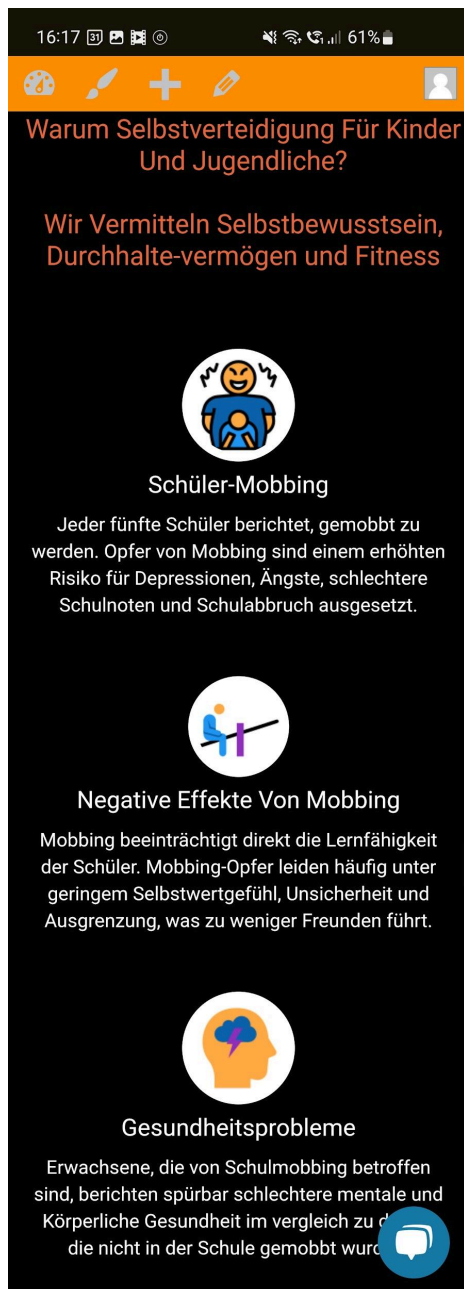 16:17 31 61%
Warum Selbstverteidigung Für Kinder
Und Jugendliche?
Wir Vermitteln Selbstbewusstsein,
Durchhalte-vermögen und Fitness
Schüler-Mobbing
Jeder fünfte Schüler berichtet, gemobbt zu
werden. Opfer von Mobbing sind einem erhöhten
Risiko für Depressionen, Ängste, schlechtere
Schulnoten und Schulabbruch ausgesetzt.
Negative Effekte Von Mobbing
Mobbing beeinträchtigt direkt die Lernfähigkeit
der Schüler. Mobbing-Opfer leiden häufig unter
geringem Selbstwertgefühl, Unsicherheit und
Ausgrenzung, was zu weniger Freunden führt.
Gesundheitsprobleme
Erwachsene, die von Schulmobbing betroffen
sind, berichten spürbar schlechtere mentale und
Körperliche Gesundheit im vergleich zu
die nicht in der Schule gemobbt